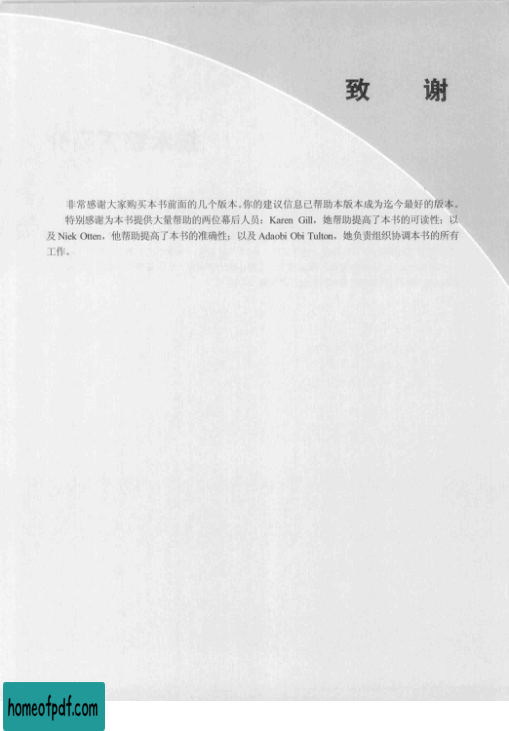 致 谢
非常感谢大家购买本书前面的几个版本。你的建议信息已帮助本版本成为迄今最好的版本。
特别感谢为本书提供大量帮助的两位幕后人员：Karen Gill，她帮助提高了本书的可读性；以
及 Niek Otten，他帮助提高了本书的准确性；以及 Adaobi Obi Tulton，她负责组织协调本书的所有
工作。
homeofpdf.com